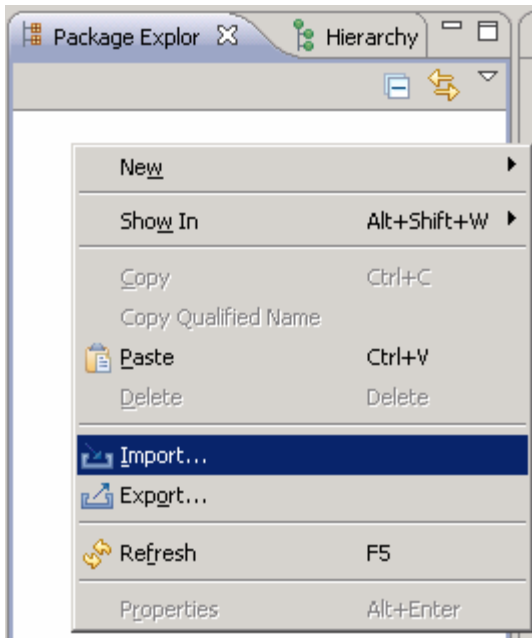 Package Explor Hierarchy
New
Show In Alt+Shift+W
Copy Ctrl+C
Copy Qualified Name
Paste Ctrl+V
Delete Delete
Import...
Export...
Refresh F5
Properties Alt+Enter